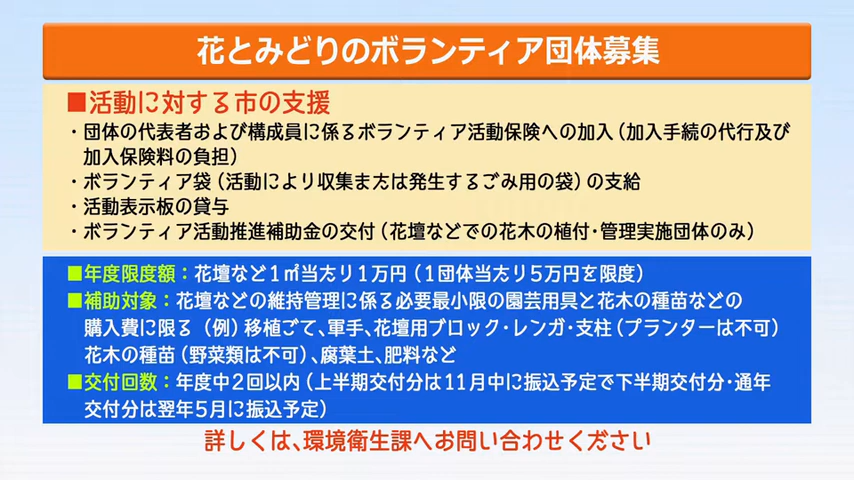 花とみどりのボランティア団体募集
■活動に対する市の支援
・団体の代表者および構成員に係るボランティア活動保険への加入（加入手続の代行及び
加入保険料の負担）
・ボランティア袋（活動により収集または発生するごみ用の袋）の支給
・活動表示板の貸与
・ボランティア活動推進補助金の交付（花壇などでの花木の植付・管理実施団体のみ）
■年度限度額：花壇など1㎡当たり1万円（1団体当たり5万円を限度）
■補助対象：花壇などの維持管理に係る必要最小限の園芸用具と花木の種苗などの
購入費に限る（例）移植ごて、軍手、花壇用ブロック・レンガ・支柱（プランターは不可）
花木の種苗（野菜類は不可）、腐葉土、肥料など
■交付回数：年度中2回以内（上半期交付分は11月中に振込予定で下半期交付分・通年
交付分は翌年5月に振込予定）
詳しくは、環境衛生課へお問い合わせください